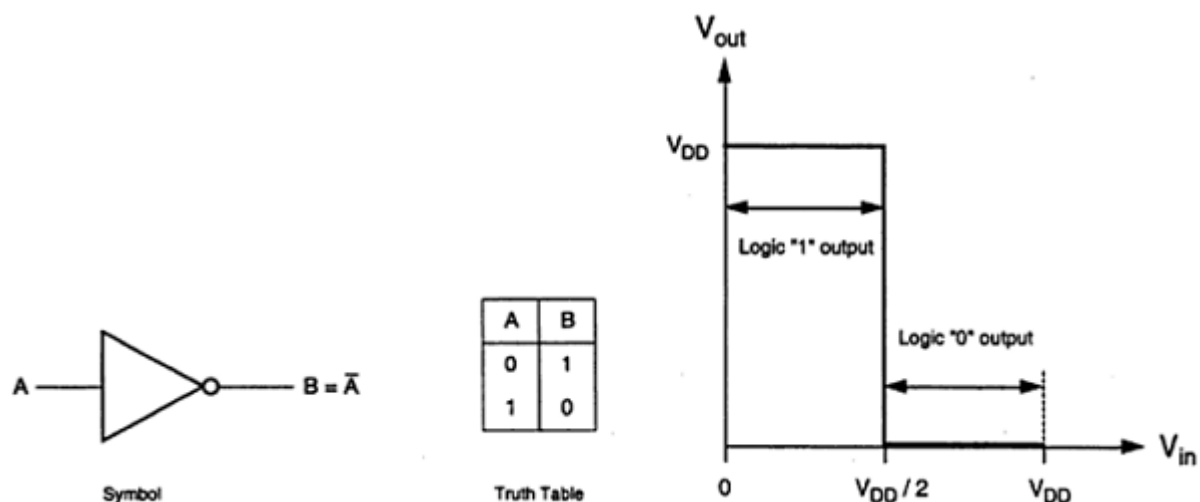 A
B = A̅
Symbol
A B
0 1
1 0
Truth Table
V_out
V_DD
Logic "1" output
Logic "0" output
V_in
0 V_DD / 2 V_DD